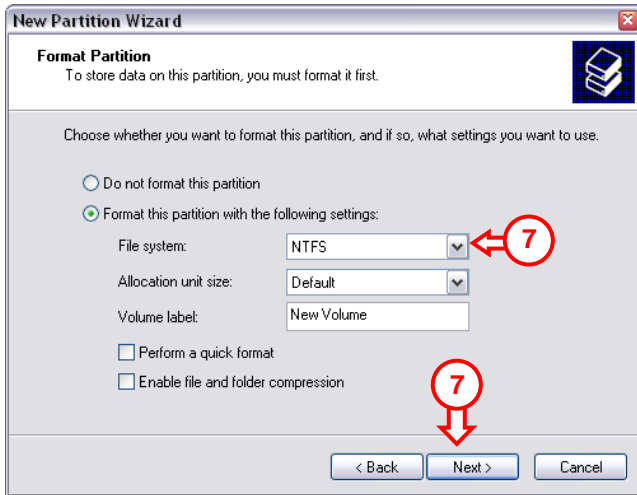 New Partition Wizard
Format Partition
To store data on this partition, you must format it first.
Choose whether you want to format this partition, and if so, what settings you want to use.
Do not format this partition
Format this partition with the following settings:
File system: NTFS 7
Allocation unit size: Default
Volume label: New Volume
Perform a quick format
Enable file and folder compression
7
< Back Next > Cancel